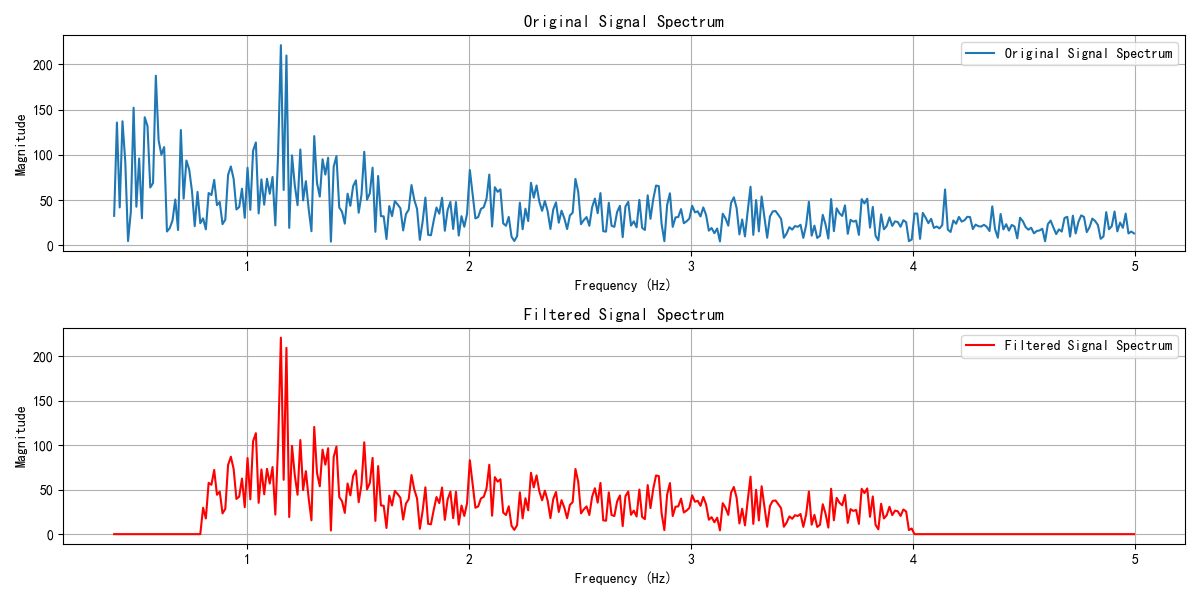 Original Signal Spectrum
Original Signal Spectrum
Magnitude
200
150
100
50
0
1
2
3
4
5
Frequency (Hz)
Filtered Signal Spectrum
Filtered Signal Spectrum
Magnitude
200
150
100
50
0
1
2
3
4
5
Frequency (Hz)